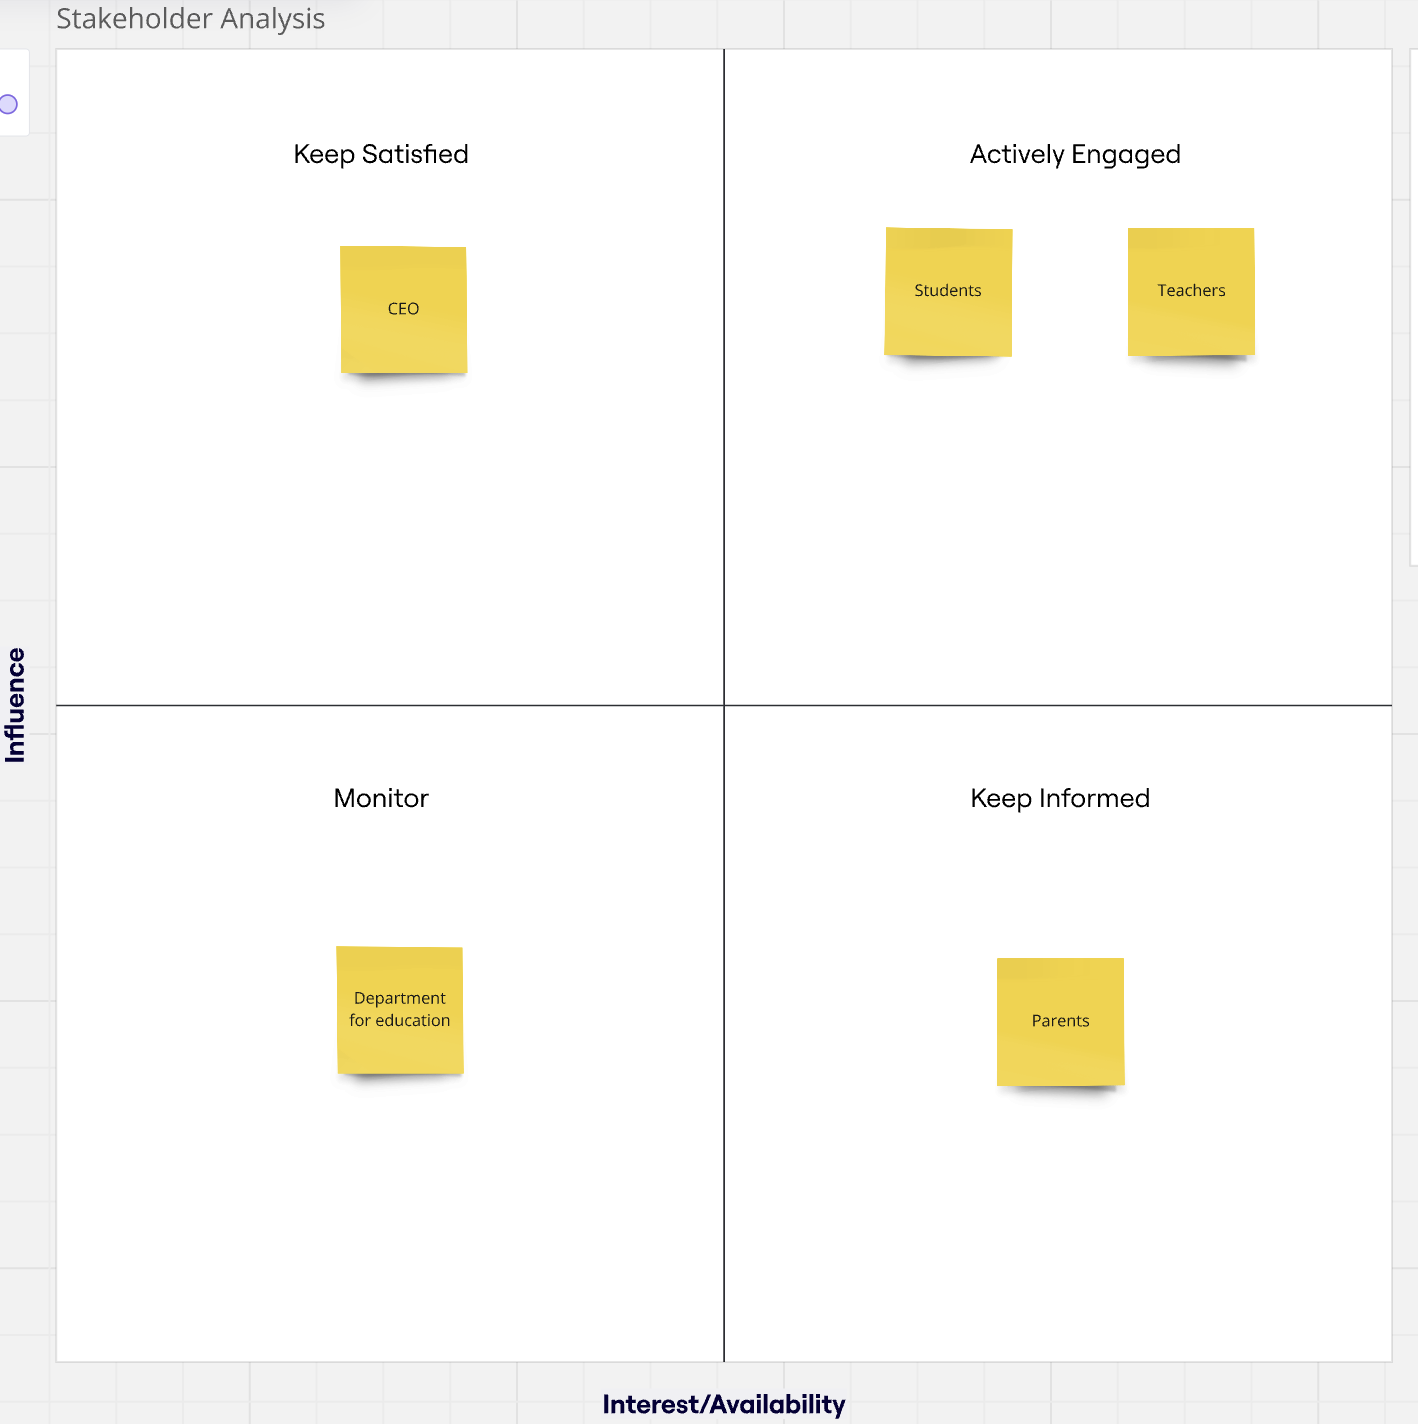 Stakeholder Analysis
Keep Satisfied
Actively Engaged
CEO
Students
Teachers
Influence
Monitor
Keep Informed
Department
for education
Parents
Interest/Availability